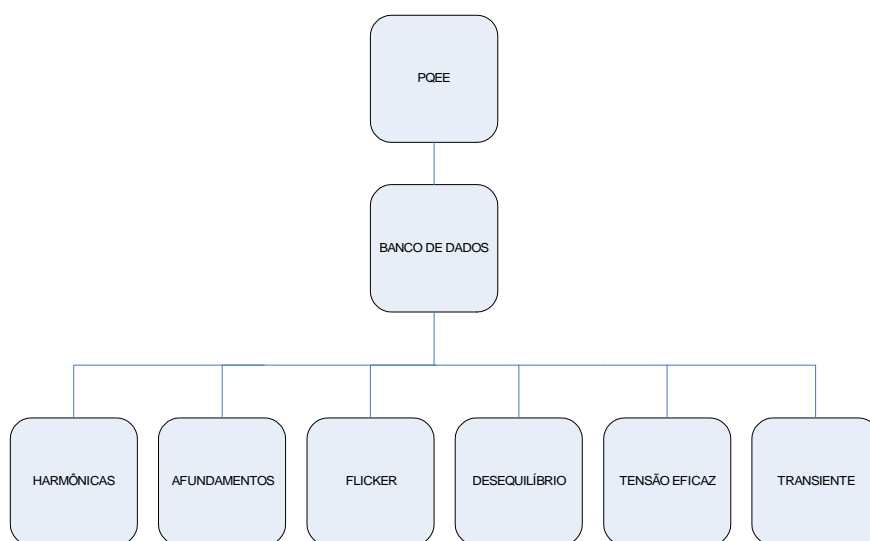 PQEE
BANCO DE DADOS
HARMÔNICAS
AFUNDAMENTOS
FLICKER
DESEQUILÍBRIO
TENSÃO EFICAZ
TRANSIENTE